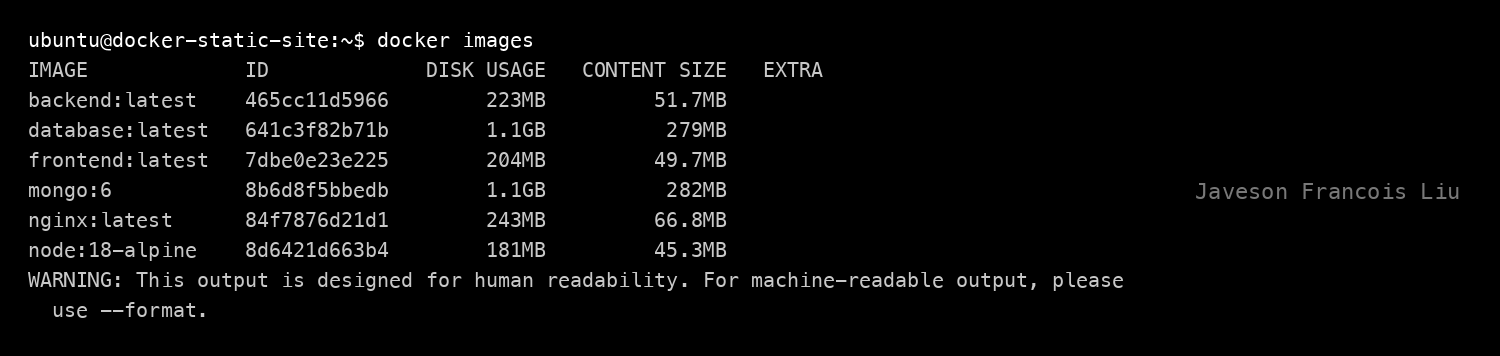 ubuntu@docker-static-site:~$ docker images
IMAGE             ID             DISK USAGE   CONTENT SIZE   EXTRA
backend:latest    465cc11d5966        223MB         51.7MB
database:latest   641c3f82b71b        1.1GB          279MB
frontend:latest   7dbe0e23e225        204MB         49.7MB
mongo:6           8b6d8f5bbedb        1.1GB          282MB
Javeson Francois Liu
nginx:latest      84f7876d21d1        243MB         66.8MB
node:18-alpine    8d6421d663b4        181MB         45.3MB
WARNING: This output is designed for human readability. For machine-readable output, please
  use --format.